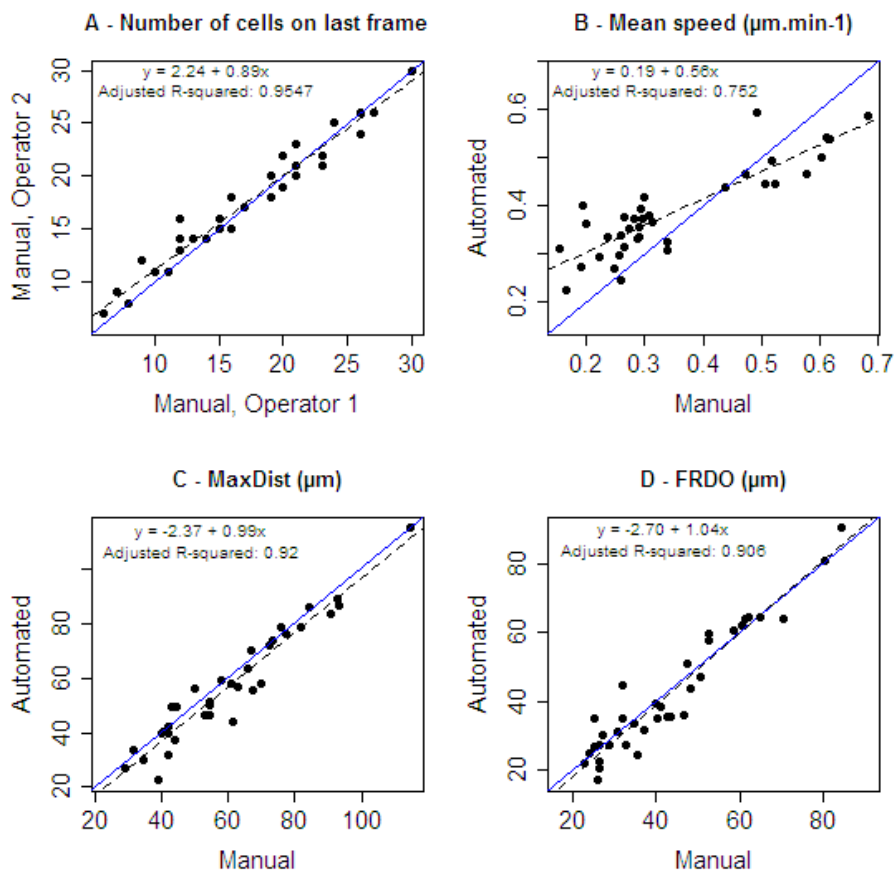 A - Number of cells on last frame
y = 2.24 + 0.89x
Adjusted R-squared: 0.9547
Manual, Operator 2
10 15 20 25 30
10 15 20 25 30
Manual, Operator 1
B - Mean speed (µm.min-1)
y = 0.19 + 0.56x
Adjusted R-squared: 0.752
Automated
0.2 0.4 0.6
0.2 0.3 0.4 0.5 0.6 0.7
Manual
C - MaxDist (µm)
y = -2.37 + 0.99x
Adjusted R-squared: 0.92
Automated
20 40 60 80
20 40 60 80 100
Manual
D - FRDO (µm)
y = -2.70 + 1.04x
Adjusted R-squared: 0.906
Automated
20 40 60 80
20 40 60 80
Manual